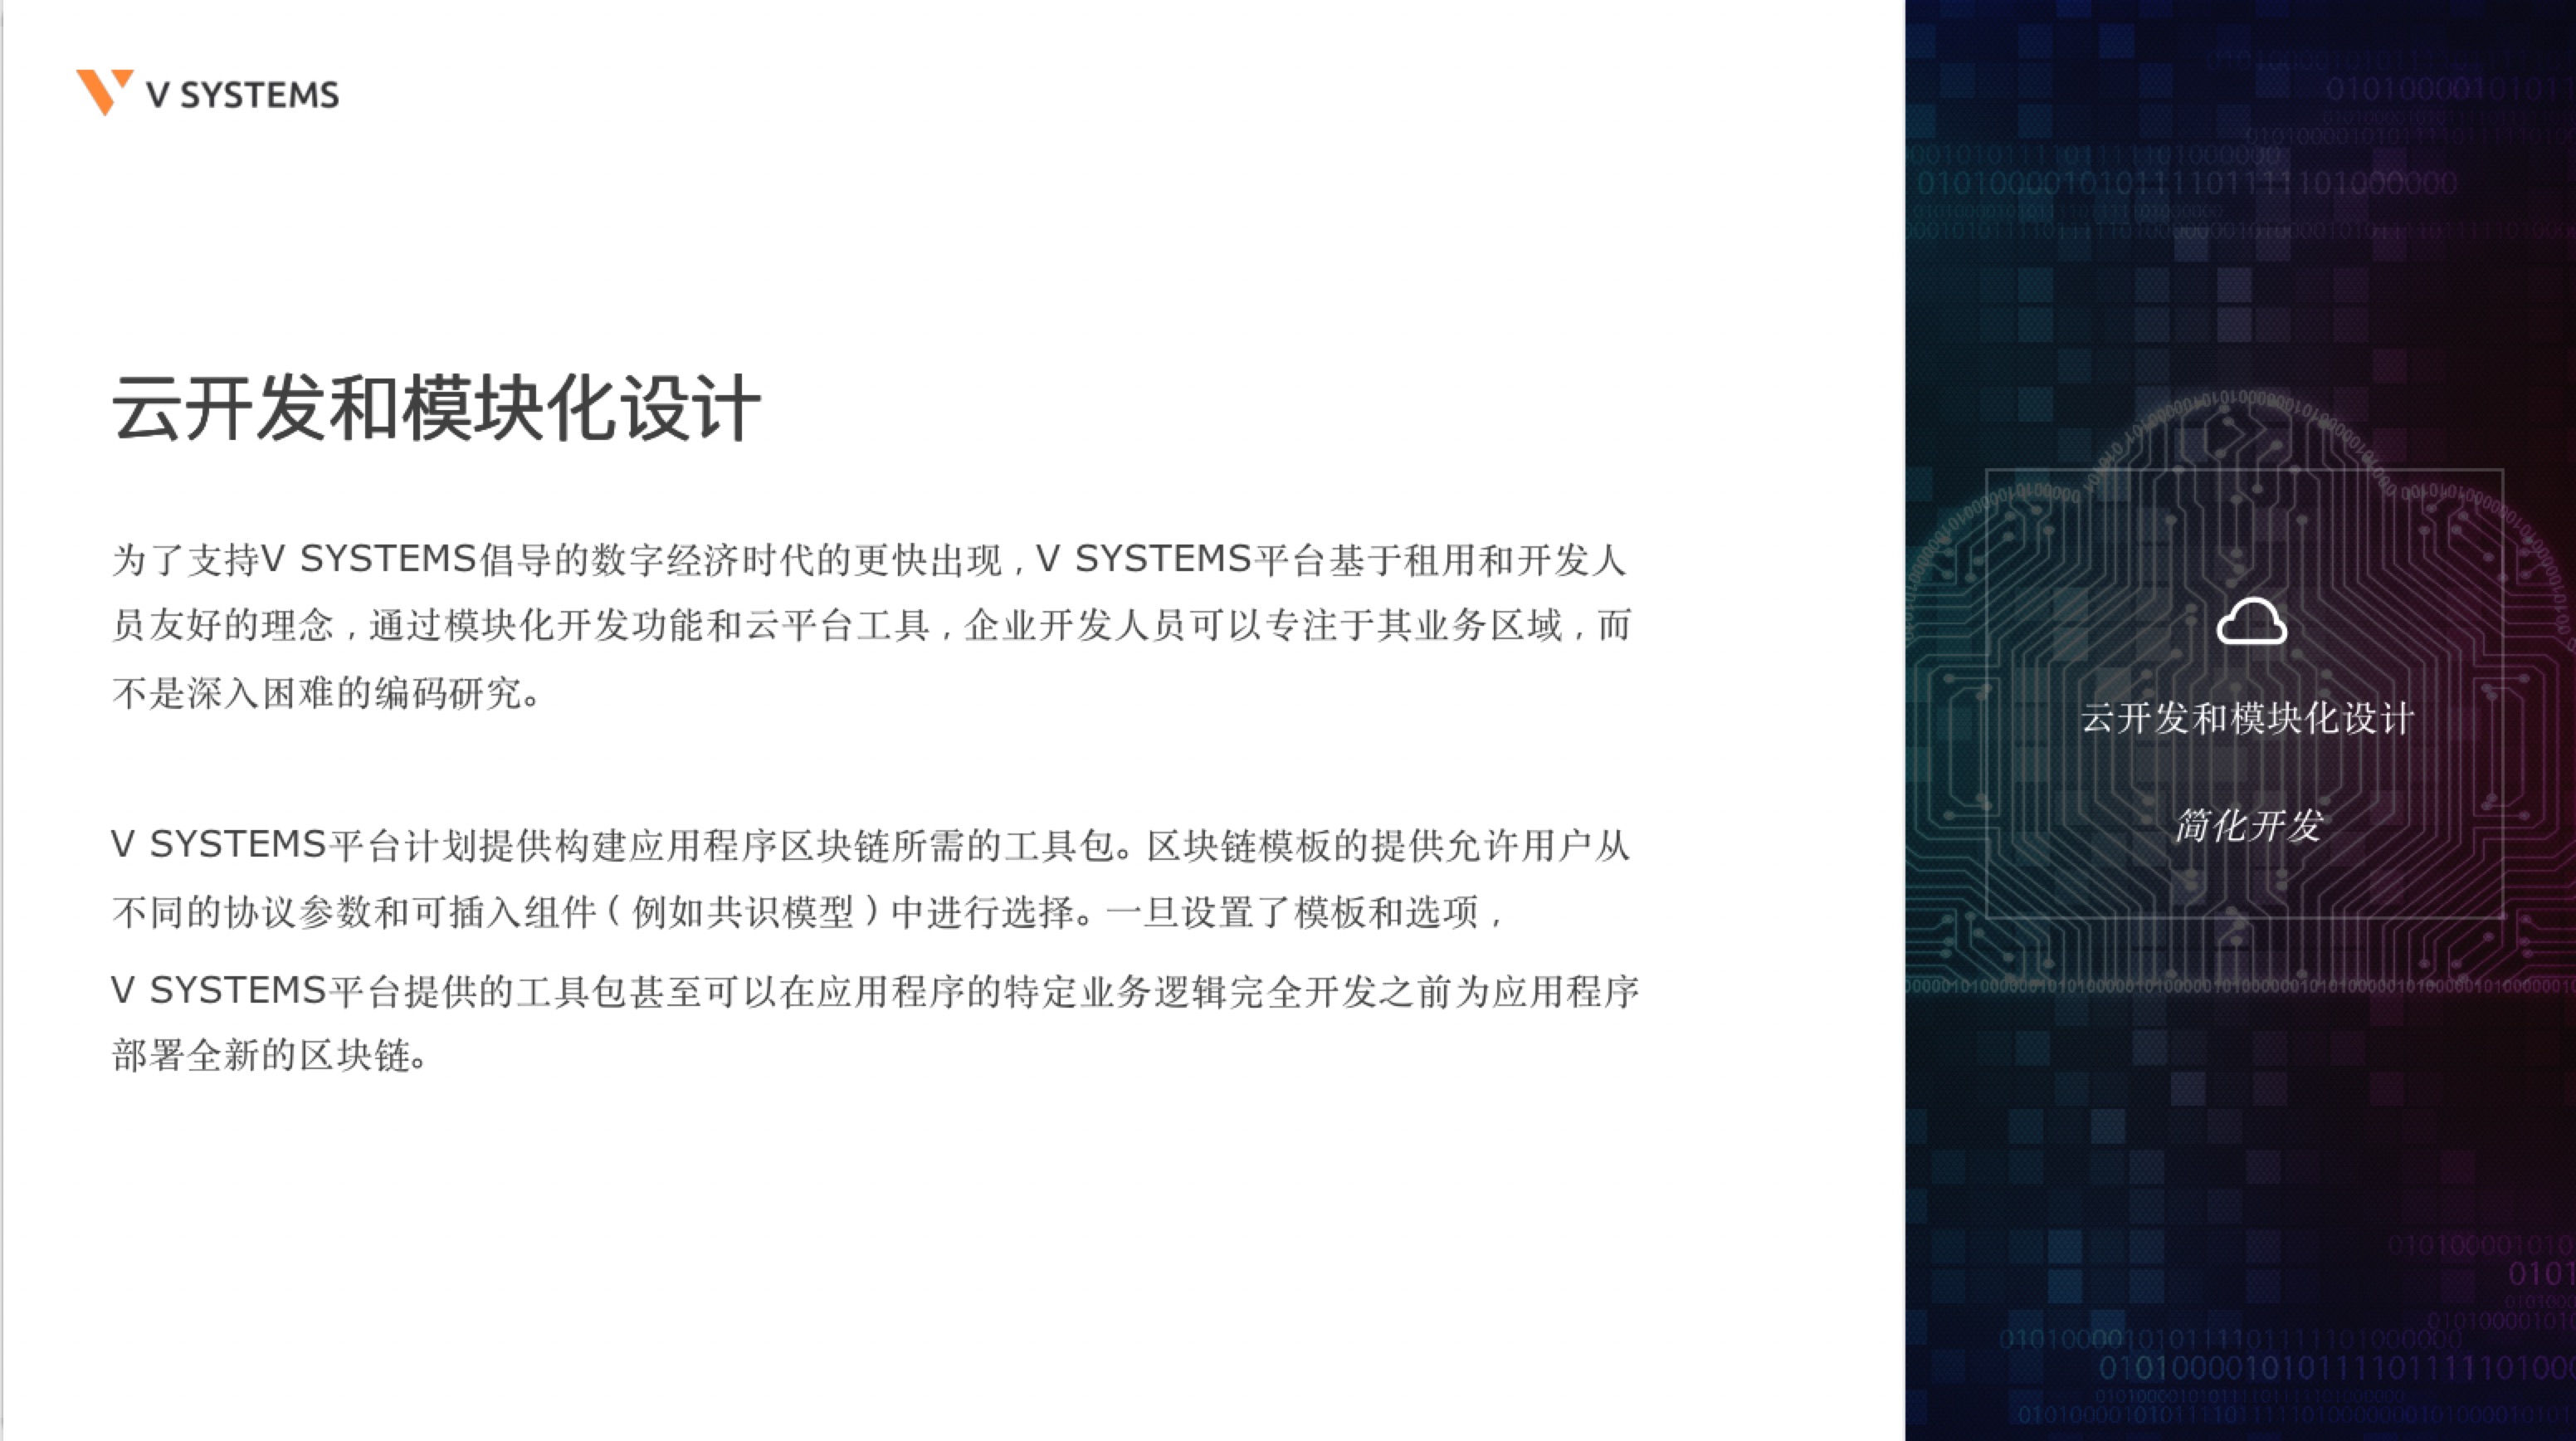 V SYSTEMS
云开发和模块化设计
为了支持V SYSTEMS倡导的数字经济时代的更快出现，V SYSTEMS平台基于租用和开发人
员友好的理念，通过模块化开发功能和云平台工具，企业开发人员可以专注于其业务区域，而
不是深入困难的编码研究。
V SYSTEMS平台计划提供构建应用程序区块链所需的工具包。区块链模板的提供允许用户从
不同的协议参数和可插入组件（例如共识模型）中进行选择。一旦设置了模板和选项，
V SYSTEMS平台提供的工具包甚至可以在应用程序的特定业务逻辑完全开发之前为应用程序
部署全新的区块链。
云开发和模块化设计
简化开发